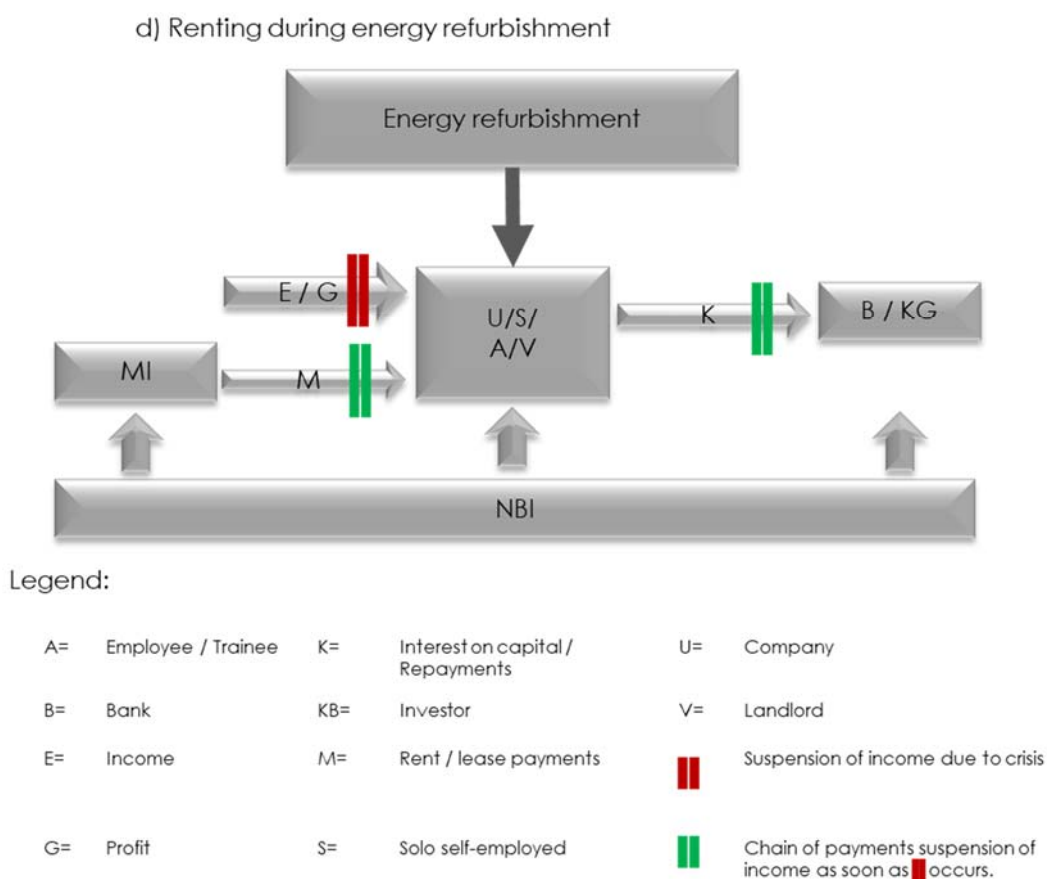 d) Renting during energy refurbishment
Energy refurbishment
E / G
U/S/
A/V
K
B / KG
MI
M
NBI
Legend:
A= Employee / Trainee K= Interest on capital / U= Company
Repayments
B= Bank KB= Investor V= Landlord
E= Income M= Rent / lease payments Suspension of income due to crisis
G= Profit S= Solo self-employed Chain of payments suspension of
income as soon as occurs.